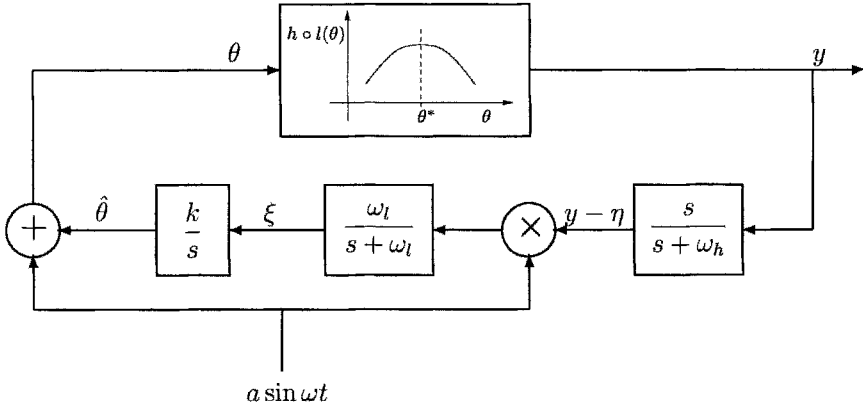 θ
h ∘ l(θ)
θ*
θ
y
+
θ̂
k/s
ξ
ω_l/(s + ω_l)
×
y − η
s/(s + ω_h)
a sin ωt